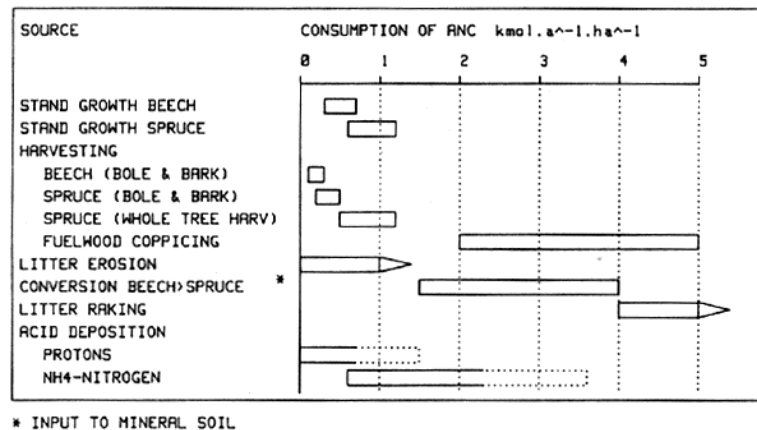 SOURCE CONSUMPTION OF ANC kmol.a^-1.ha^-1
0 1 2 3 4 5
STAND GROWTH BEECH
STAND GROWTH SPRUCE
HARVESTING
BEECH (BOLE & BARK)
SPRUCE (BOLE & BARK)
SPRUCE (WHOLE TREE HARV)
FUELWOOD COPPICING
LITTER EROSION
CONVERSION BEECH>SPRUCE *
LITTER RAKING
ACID DEPOSITION
PROTONS
NH4-NITROGEN
* INPUT TO MINERAL SOIL